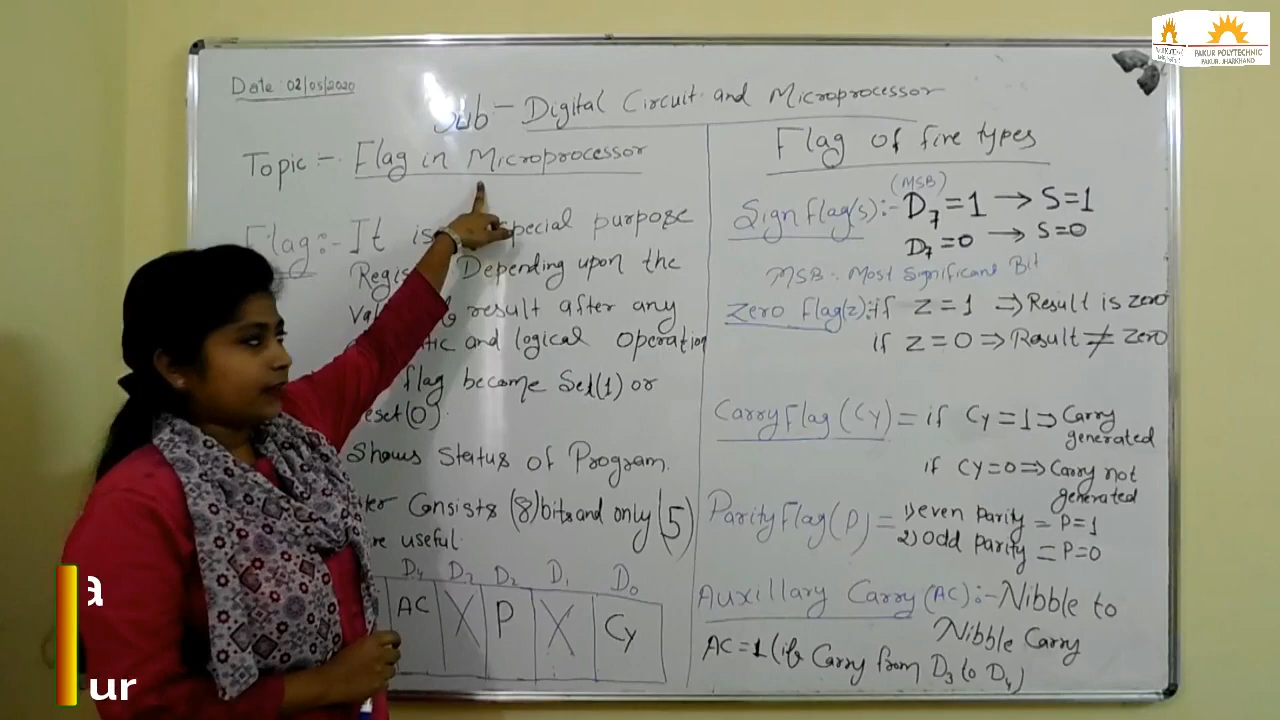 PAKUR POLYTECHNIC
PAKUR, JHARKHAND
Date: 02/05/2020
Sub - Digital Circuit and Microprocessor
Topic :- Flag in Microprocessor
Flag:- It is special purpose
Depending upon the
result after any
and logical operation
flag become Set(1) or
eset(0).
Shows Status of Program.
Consists (8)bits and only (5)
useful.
D4 D3 D2 D1 D0
AC X P X Cy
Flag of five types
(MSB)
Sign flag(s):- D7=1 → S=1
D7=0 → S=0
MSB:- Most Significant Bit
Zero flag(z):if Z=1 ⇒ Result is zero
if Z=0 ⇒ Result ≠ Zero
Carry Flag (Cy) = if Cy=1 ⇒ Carry
generated
if Cy=0 ⇒ Carry not
generated
Parity Flag(P) = 1) even parity = P=1
2) Odd parity = P=0
Auxillary Carry (AC):- Nibble to
Nibble Carry
AC=1 (if Carry from D3 to D4)
a
ur